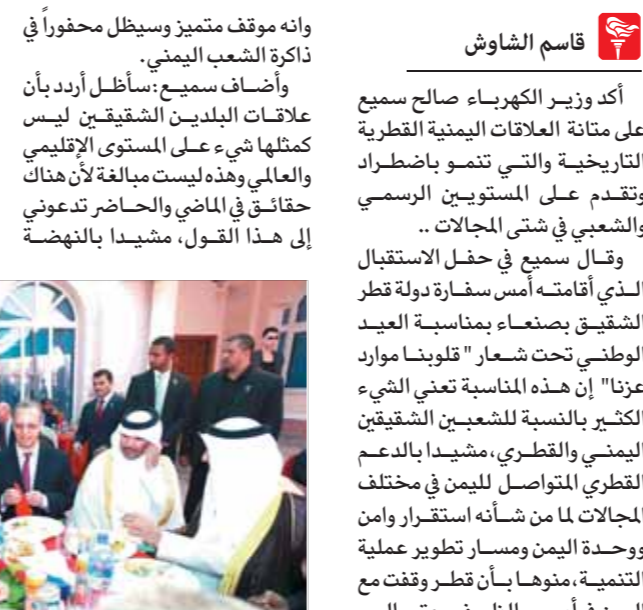 قاسم الشاوش
أكد وزير الكهرباء صالح سميع
على متانة العلاقات اليمنية القطرية
التاريخية والتي تنمو باضطراد
وتقدم على المستويين الرسمي
والشعبي في شتى المجالات ..
وقال سميع في حفل الاستقبال
الذي أقامته أمس سفارة دولة قطر
الشقيق بصنعاء بمناسبة العيد
الوطني تحت شعار " قلوبنا موارد
عزنا" إن هذه المناسبة تعني الشيء
الكثير بالنسبة للشعبين الشقيقين
اليمني والقطري، مشيدا بالدعم
القطري المتواصل لليمن في مختلف
المجالات لما من شأنه استقرار وامن
ووحدة اليمن ومسار تطوير عملية
التنمية، منوها بأن قطر وقفت مع
وانه موقف متميز وسيظل محفوراً في
ذاكرة الشعب اليمني.
وأضاف سميع: سأظل أردد بأن
علاقات البلدين الشقيقين ليس
كمثلها شيء على المستوى الإقليمي
والعالمي وهذه ليست مبالغة لأن هناك
حقائق في الماضي والحاضر تدعوني
إلى هذا القول، مشيدا بالنهضة